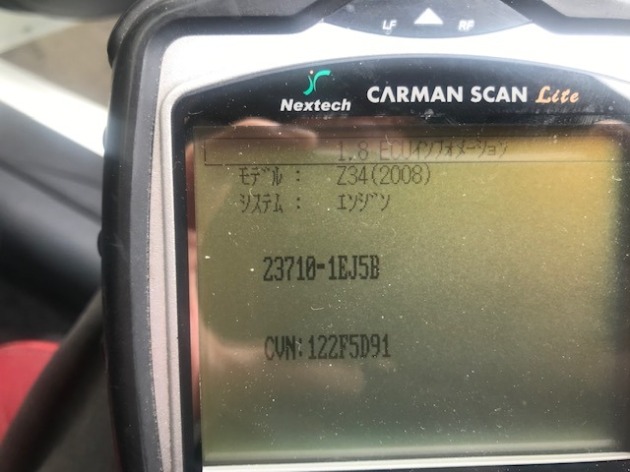 LF RF
Nextech CARMAN SCAN Lite
1.8 ECUインフォメーション
モデル : Z34(2008)
システム : エンジン
23710-1EJ5B
CVN:122F5D91